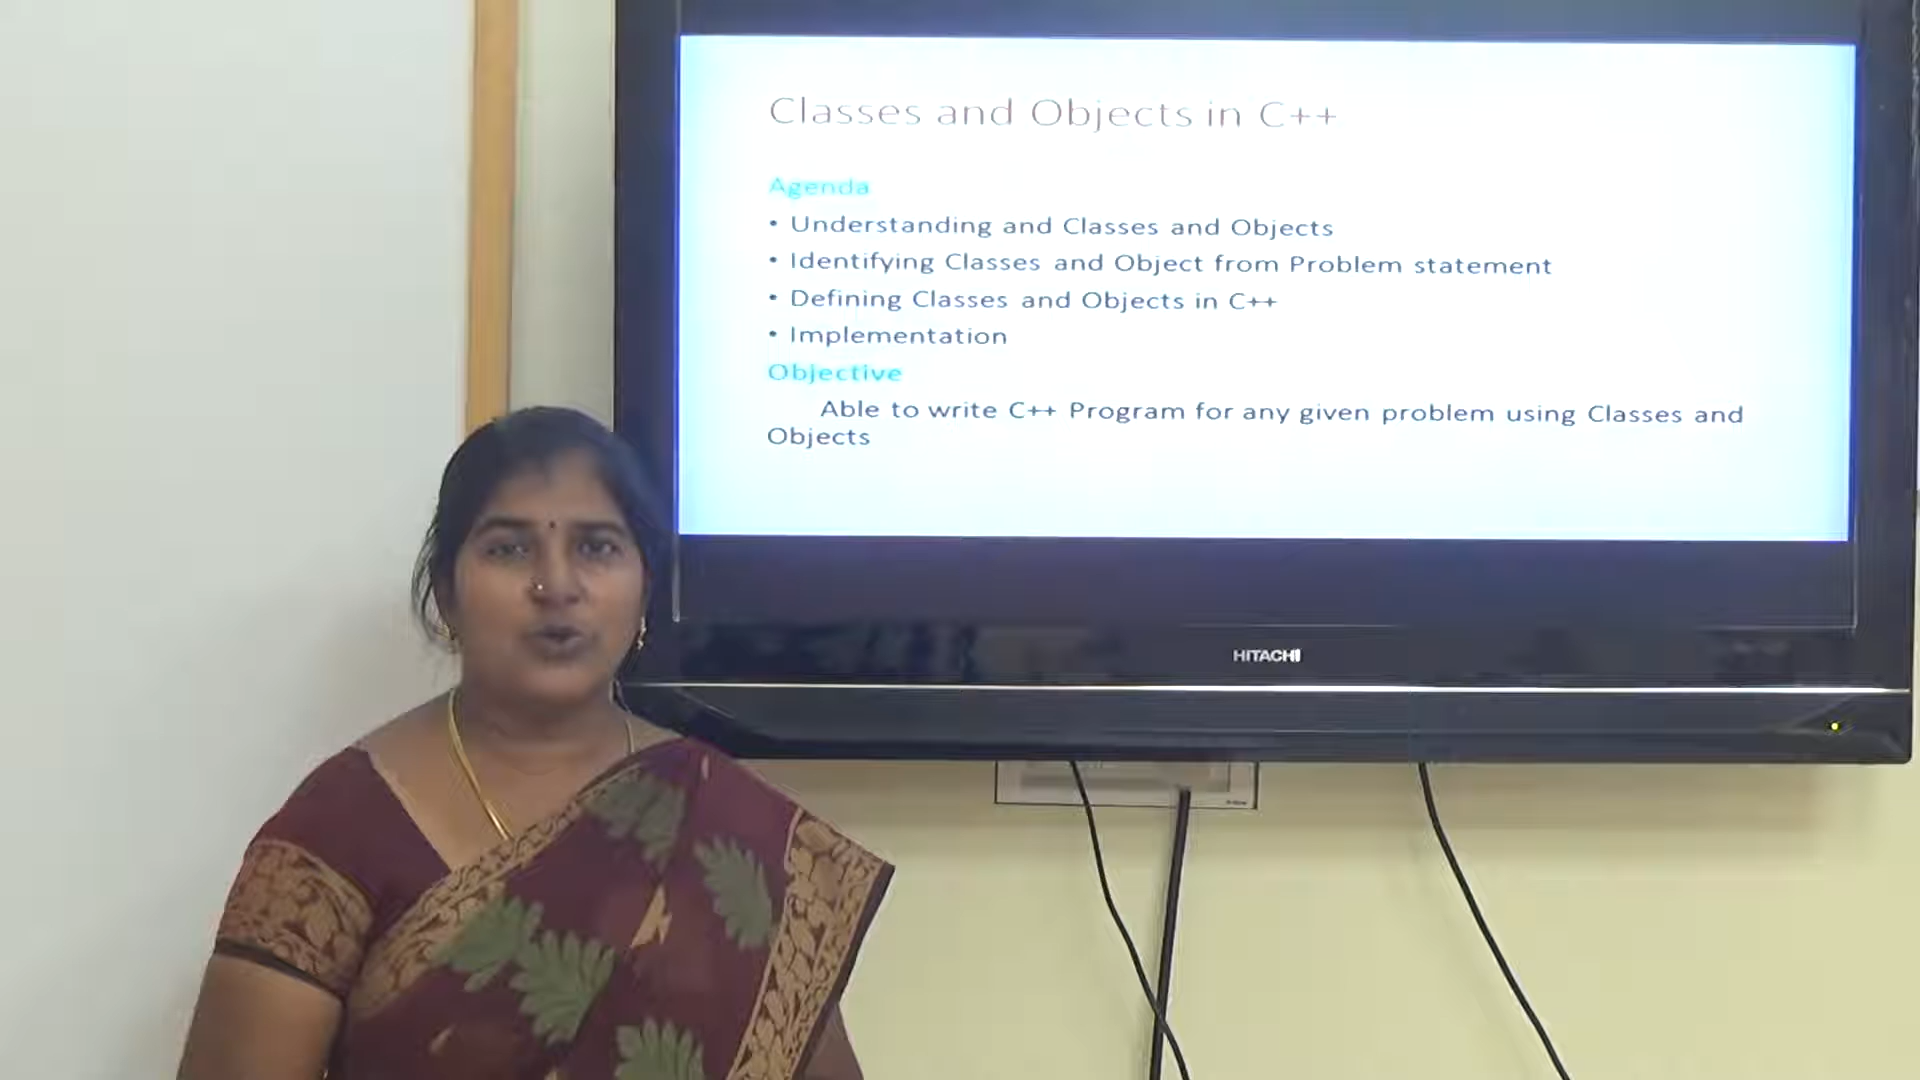 Classes and Objects in C++
Agenda
• Understanding and Classes and Objects
• Identifying Classes and Object from Problem statement
• Defining Classes and Objects in C++
• Implementation
Objective
Able to write C++ Program for any given problem using Classes and
Objects
HITACHI